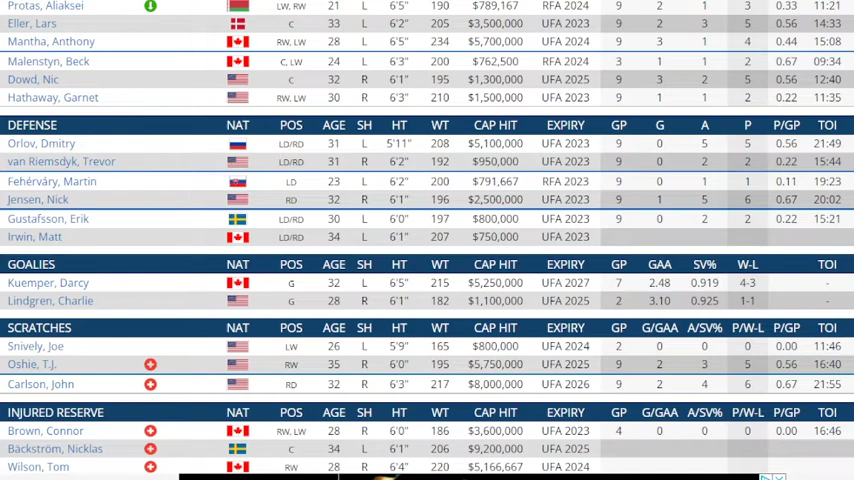 Protas, Aliaksei LW, RW 21 L 6'5" 190 $789,167 RFA 2024 9 2 1 3 0.33 11:21
Eller, Lars C 33 L 6'2" 205 $3,500,000 UFA 2023 9 2 3 5 0.56 14:33
Mantha, Anthony RW, LW 28 L 6'5" 234 $5,700,000 UFA 2024 9 3 1 4 0.44 15:08
Malenstyn, Beck C, LW 24 L 6'3" 200 $762,500 RFA 2023 3 1 1 2 0.67 09:34
Dowd, Nic C 32 R 6'1" 195 $1,300,000 UFA 2025 9 3 2 5 0.56 12:40
Hathaway, Garnet RW, LW 30 R 6'3" 210 $1,500,000 UFA 2023 9 1 1 2 0.22 11:35
DEFENSE NAT POS AGE SH HT WT CAP HIT EXPIRY GP G A P P/GP TOI
Orlov, Dmitry LD/RD 31 L 5'11" 208 $5,100,000 UFA 2023 9 0 5 5 0.56 21:49
van Riemsdyk, Trevor LD/RD 31 R 6'2" 192 $950,000 UFA 2023 9 0 2 2 0.22 15:44
Fehérváry, Martin LD 23 L 6'2" 200 $791,667 RFA 2023 9 0 1 1 0.11 19:23
Jensen, Nick RD 32 R 6'1" 196 $2,500,000 UFA 2023 9 1 5 6 0.67 20:02
Gustafsson, Erik LD/RD 30 L 6'0" 197 $800,000 UFA 2023 9 0 2 2 0.22 15:21
Irwin, Matt LD/RD 34 L 6'1" 207 $750,000 UFA 2023
GOALIES NAT POS AGE SH HT WT CAP HIT EXPIRY GP GAA SV% W-L TOI
Kuemper, Darcy G 32 L 6'5" 215 $5,250,000 UFA 2027 7 2.48 0.919 4-3 -
Lindgren, Charlie G 28 R 6'1" 182 $1,100,000 UFA 2025 2 3.10 0.925 1-1 -
SCRATCHES NAT POS AGE SH HT WT CAP HIT EXPIRY GP G/GAA A/SV% P/W-L P/GP TOI
Snively, Joe LW 26 L 5'9" 165 $800,000 UFA 2024 2 0 0 0 0.00 11:46
Oshie, T.J. RW 35 R 6'0" 195 $5,750,000 UFA 2025 9 2 3 5 0.56 16:40
Carlson, John RD 32 R 6'3" 217 $8,000,000 UFA 2026 9 2 4 6 0.67 21:55
INJURED RESERVE NAT POS AGE SH HT WT CAP HIT EXPIRY GP G/GAA A/SV% P/W-L P/GP TOI
Brown, Connor RW, LW 28 R 6'0" 186 $3,600,000 UFA 2023 4 0 0 0 0.00 16:46
Bäckström, Nicklas C 34 L 6'1" 206 $9,200,000 UFA 2025
Wilson, Tom RW 28 R 6'4" 220 $5,166,667 UFA 2024